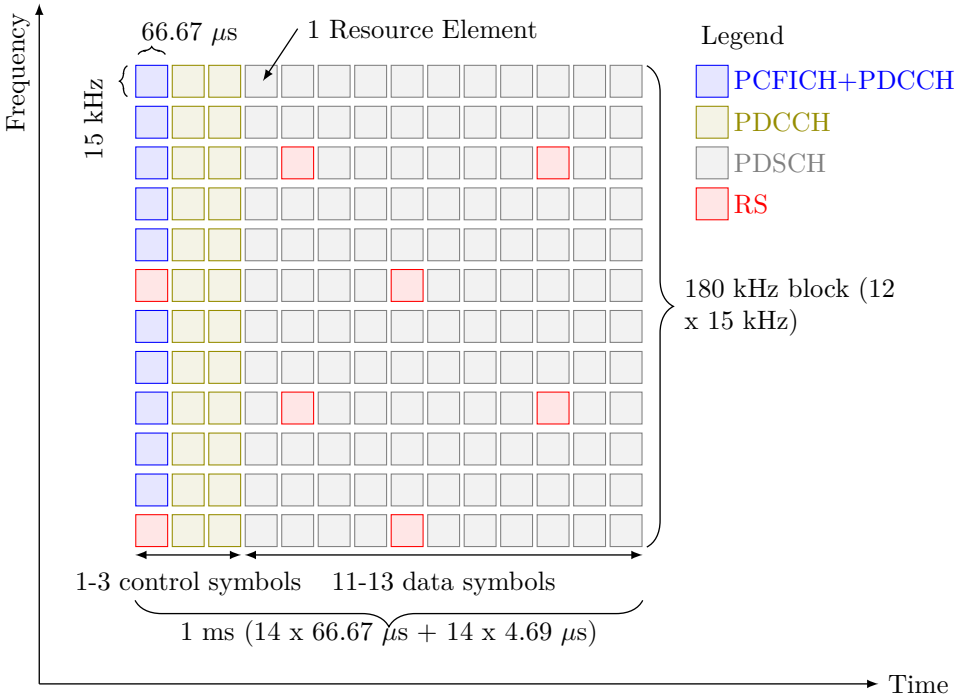 66.67 μs
1 Resource Element
Legend
Frequency
15 kHz
PCFICH+PDCCH
PDCCH
PDSCH
RS
180 kHz block (12
x 15 kHz)
1-3 control symbols
11-13 data symbols
1 ms (14 x 66.67 μs + 14 x 4.69 μs)
Time